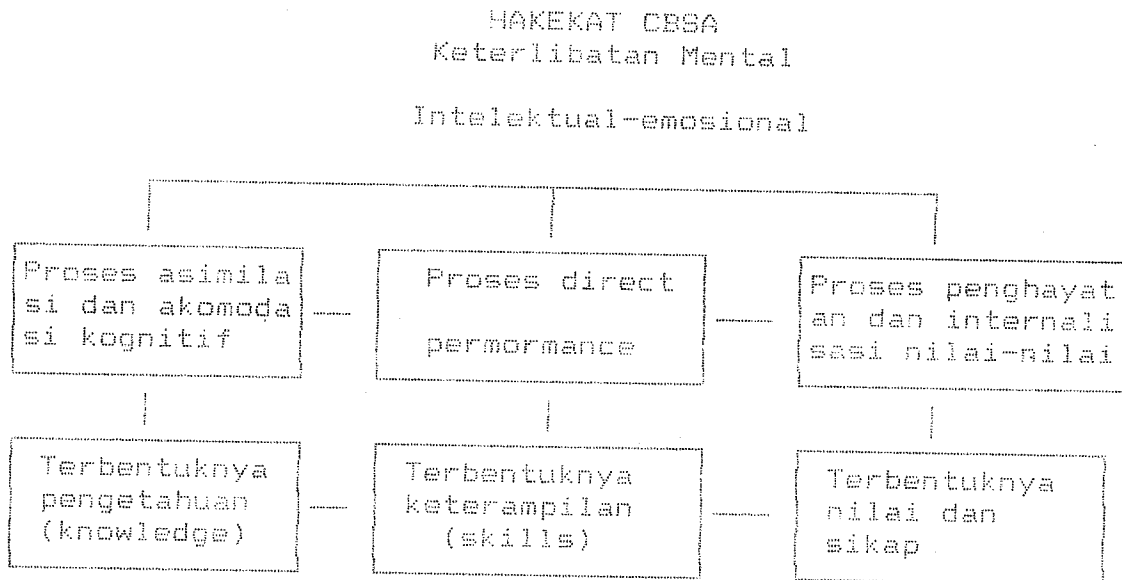 HAKEKAT CBSA
Keterlibatan Mental
Intelektual-emosional
Proses asimila
si dan akomoda
si kognitif
Proses direct
permormance
Proses penghayat
an dan internali
sasi nilai-nilai
Terbentuknya
pengetahuan
(knowledge)
Terbentuknya
keterampilan
(skills)
Terbentuknya
nilai dan
sikap